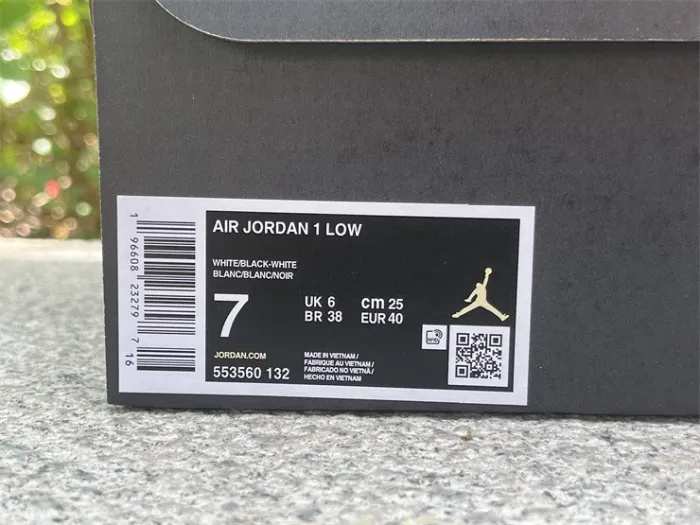 AIR JORDAN 1 LOW
WHITE/BLACK-WHITE
BLANC/BLANC/NOIR
7
UK 6 cm 25
BR 38 EUR 40
JORDAN.COM
553560 132
MADE IN VIETNAM /
FABRIQUE AU VIETNAM /
FABRICADO NO VIETNÃ /
HECHO EN VIETNAM
1 96608 23279 7 16
RFID